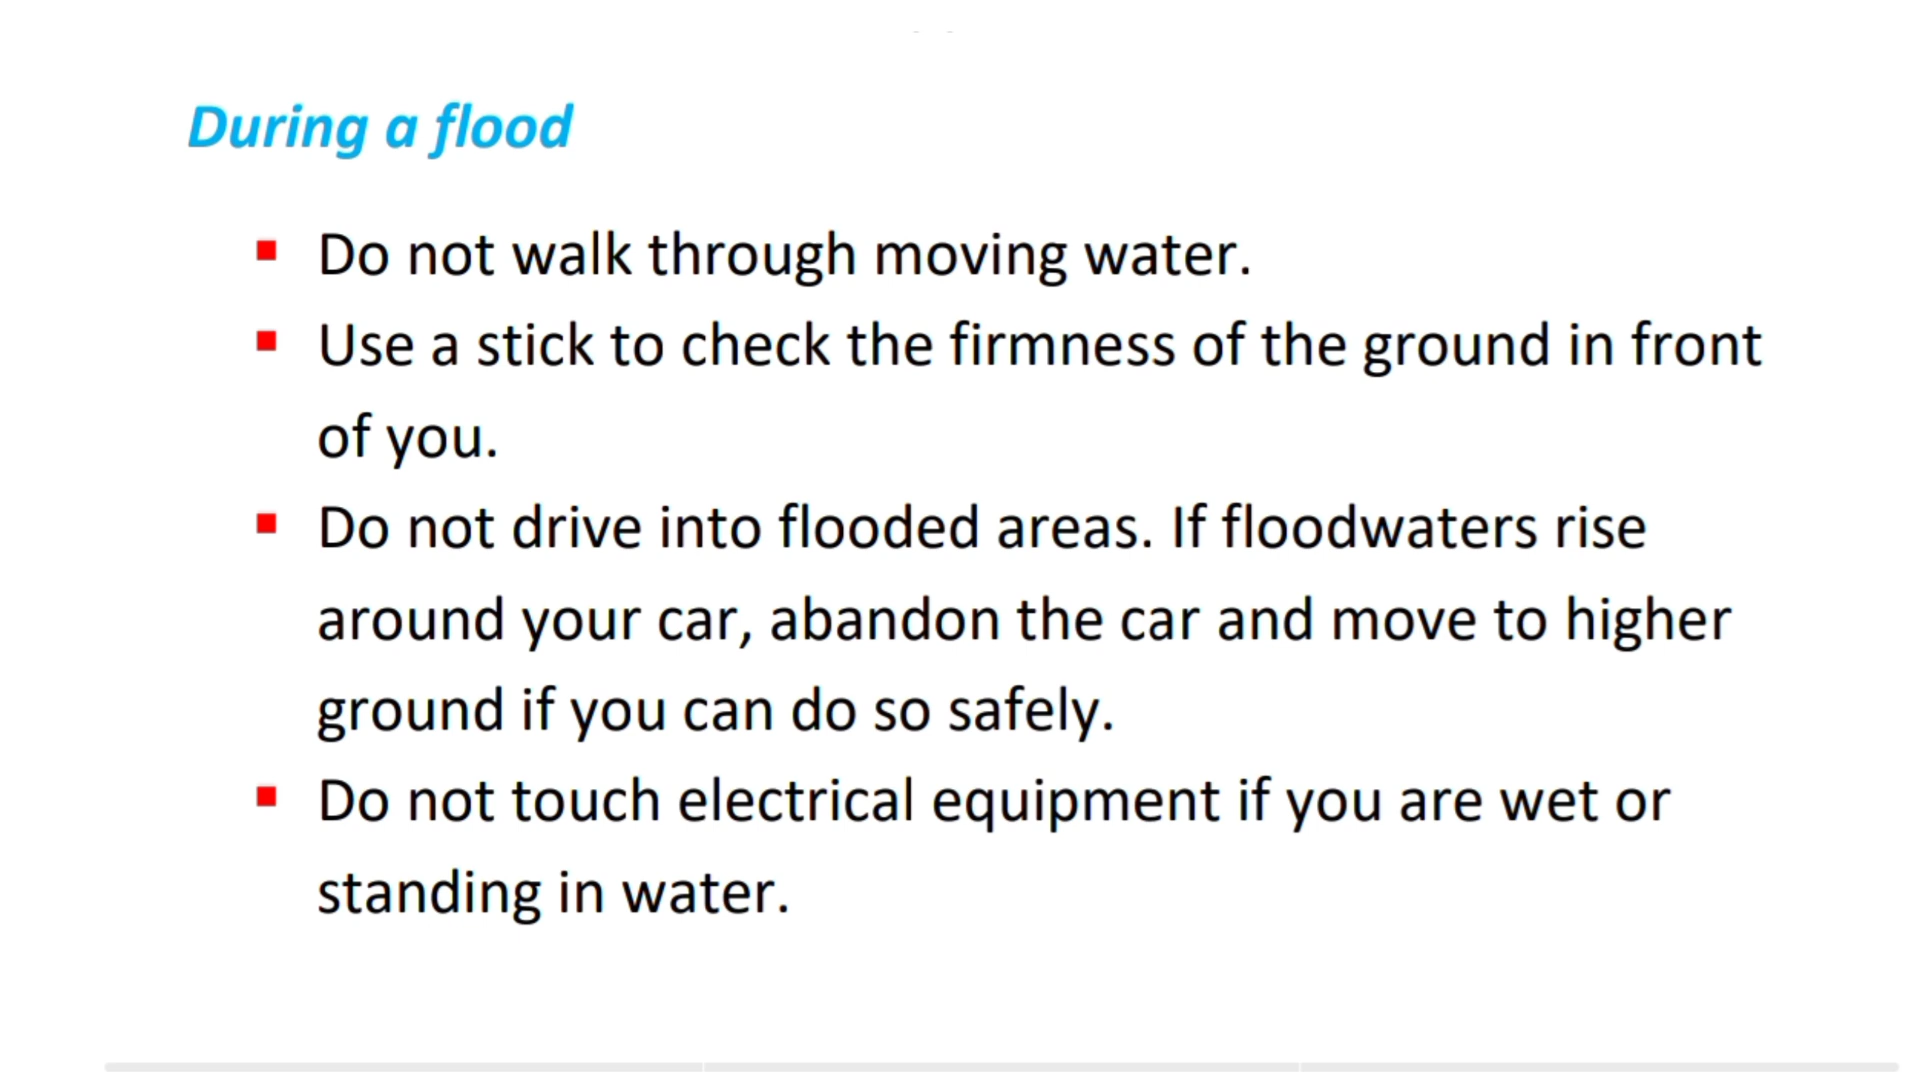 During a flood
▪ Do not walk through moving water.
▪ Use a stick to check the firmness of the ground in front
of you.
▪ Do not drive into flooded areas. If floodwaters rise
around your car, abandon the car and move to higher
ground if you can do so safely.
▪ Do not touch electrical equipment if you are wet or
standing in water.